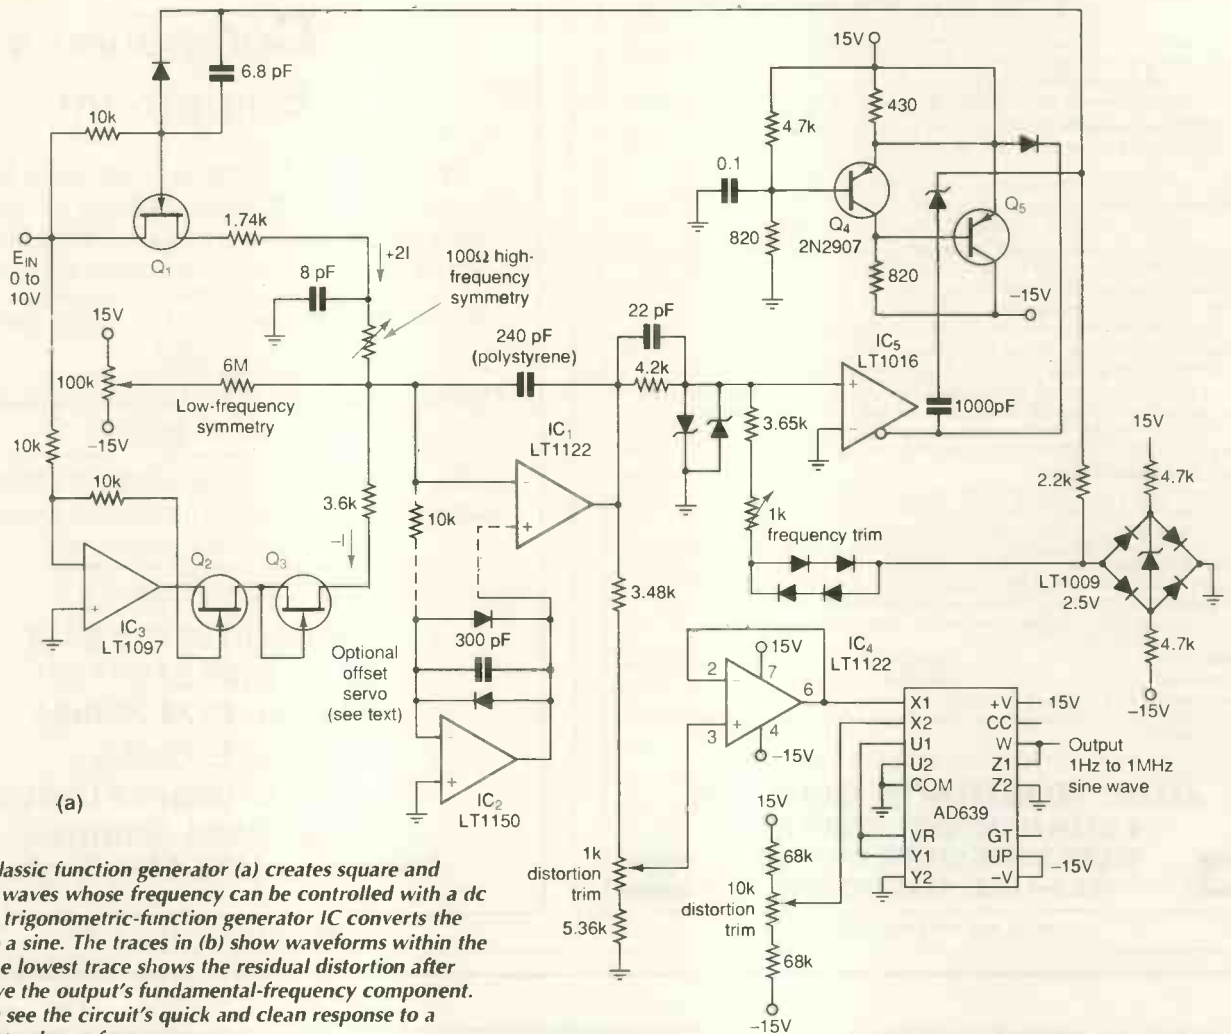 15V
6.8 pF
10k
430
4.7k
0.1
Q4
2N2907
Q5
820
820
−15V
1.74k
Q1
EIN
0 to
10V
+2I
100Ω high-
frequency
symmetry
8 pF
15V
100k
−15V
6M
Low-frequency
symmetry
240 pF
(polystyrene)
22 pF
4.2k
IC5
LT1016
1000pF
3.65k
1k
frequency trim
2.2k
15V
4.7k
LT1009
2.5V
4.7k
−15V
10k
10k
3.6k
−I
IC1
LT1122
10k
Q2
Q3
IC3
LT1097
Optional
offset
servo
(see text)
300 pF
IC2
LT1150
3.48k
1k
distortion
trim
5.36k
IC4
LT1122
15V
2
7
6
3
4
−15V
15V
68k
10k
distortion
trim
68k
−15V
X1 +V 15V
X2 CC
U1 W Output
U2 Z1 1Hz to 1MHz
COM Z2 sine wave
AD639
VR GT
Y1 UP −15V
Y2 −V
(a)
lassic function generator (a) creates square and
waves whose frequency can be controlled with a dc
trigonometric-function generator IC converts the
a sine. The traces in (b) show waveforms within the
e lowest trace shows the residual distortion after
ve the output's fundamental-frequency component.
see the circuit's quick and clean response to a